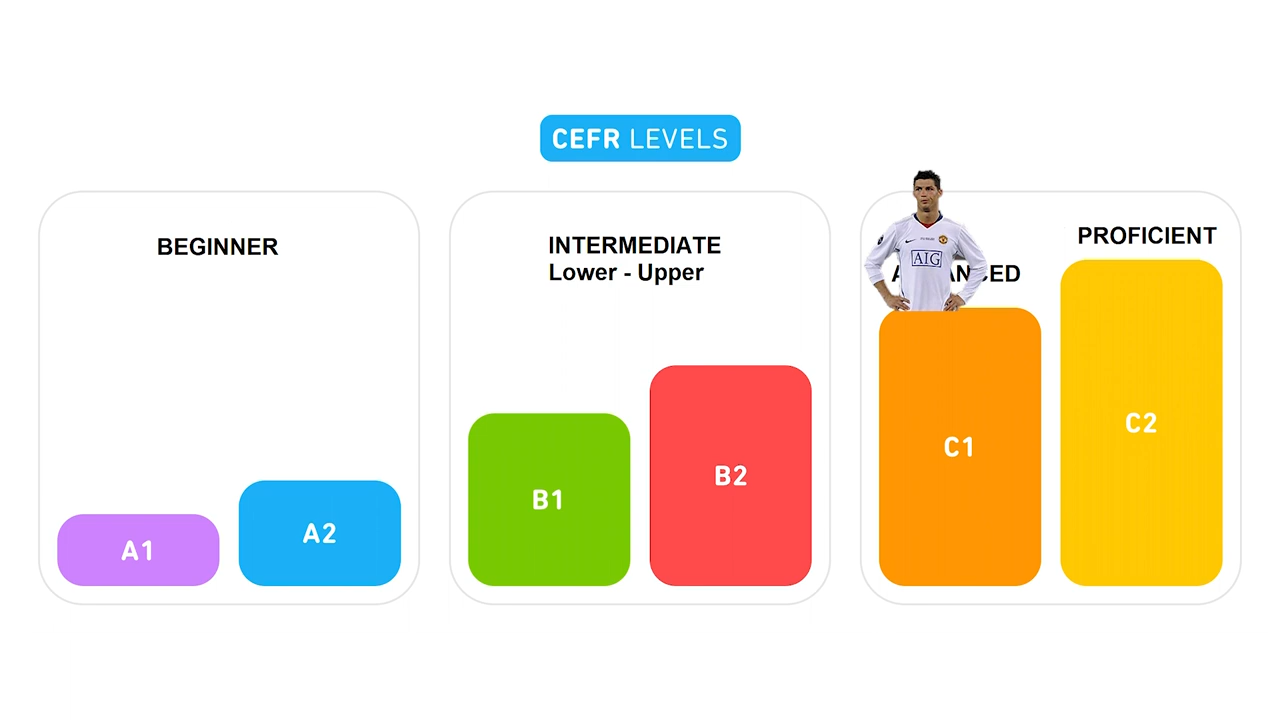 CEFR LEVELS
BEGINNER
INTERMEDIATE
Lower - Upper
PROFICIENT
AIG
A1
A2
B1
B2
C1
C2